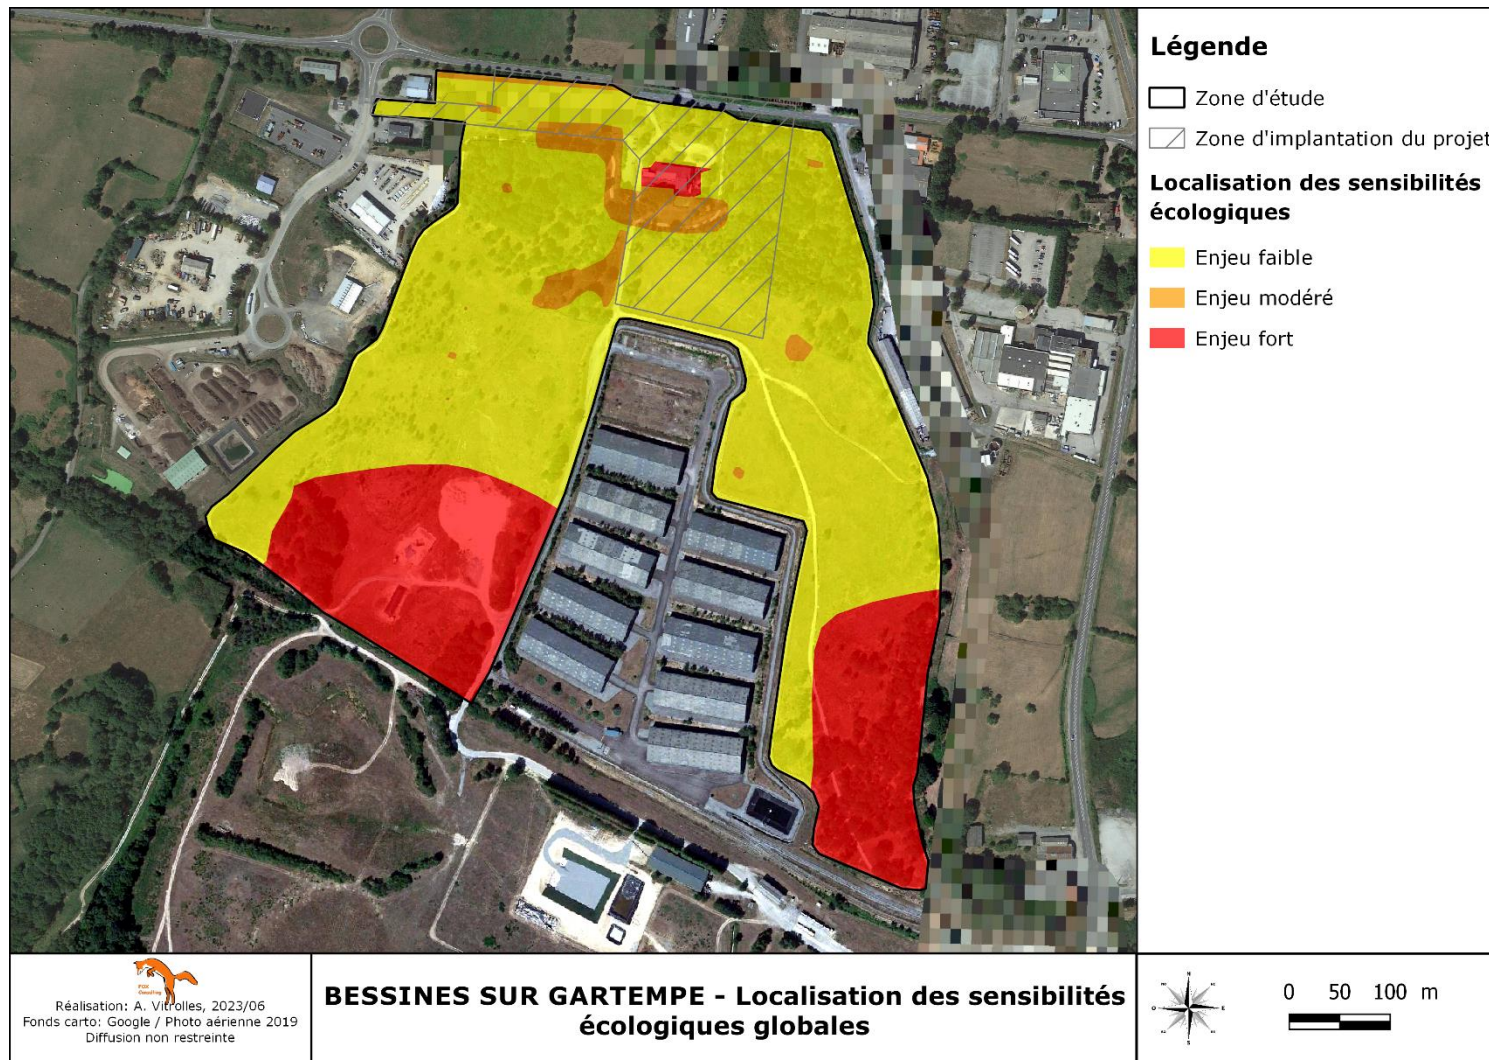 Légende
Zone d'étude
Zone d'implantation du projet
Localisation des sensibilités
écologiques
Enjeu faible
Enjeu modéré
Enjeu fort
Réalisation: A. Vitrolles, 2023/06
Fonds carto: Google / Photo aérienne 2019
Diffusion non restreinte
BESSINES SUR GARTEMPE - Localisation des sensibilités
écologiques globales
0 50 100 m